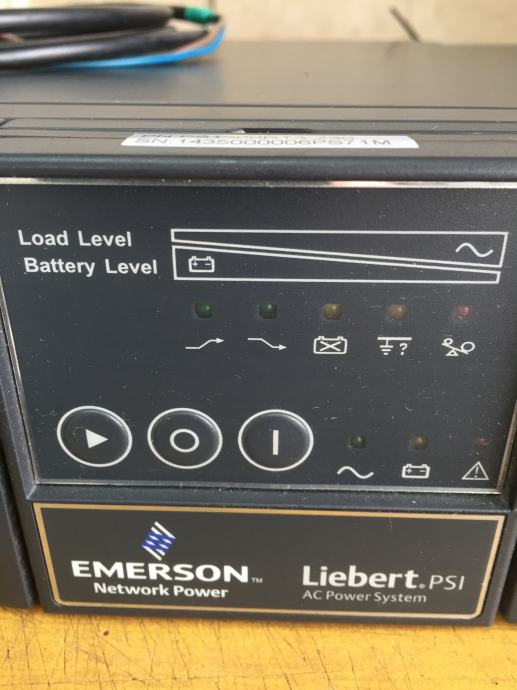 SN:1435000006PS71M
Load Level
Battery Level
?
EMERSON™
Network Power
Liebert®PSI
AC Power System